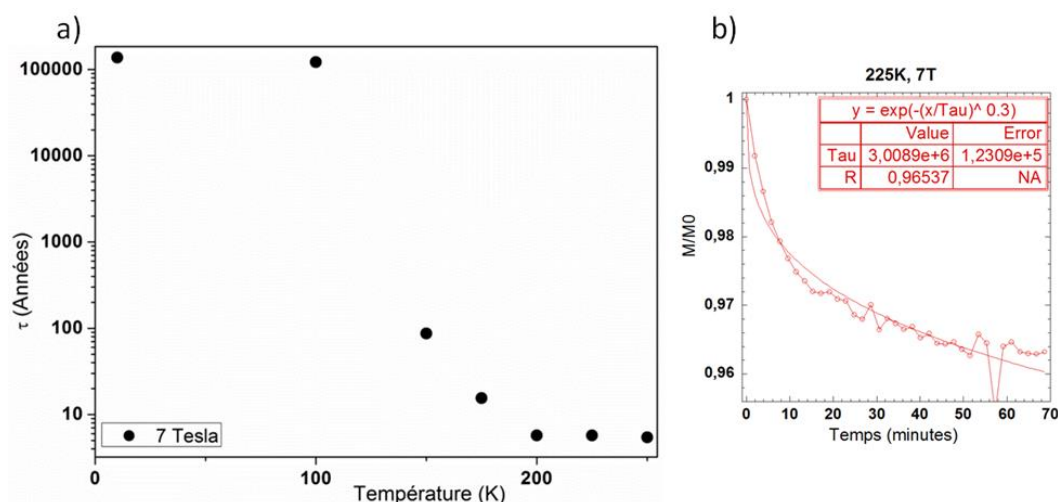 a)
100000
10000
1000
100
10
τ (Années)
7 Tesla
0
100
200
Température (K)
b)
225K, 7T
y = exp(-(x/Tau)^ 0.3)
Value Error
Tau 3,0089e+6 1,2309e+5
R 0,96537 NA
1
0,99
0,98
0,97
0,96
M/M0
0 10 20 30 40 50 60 70
Temps (minutes)